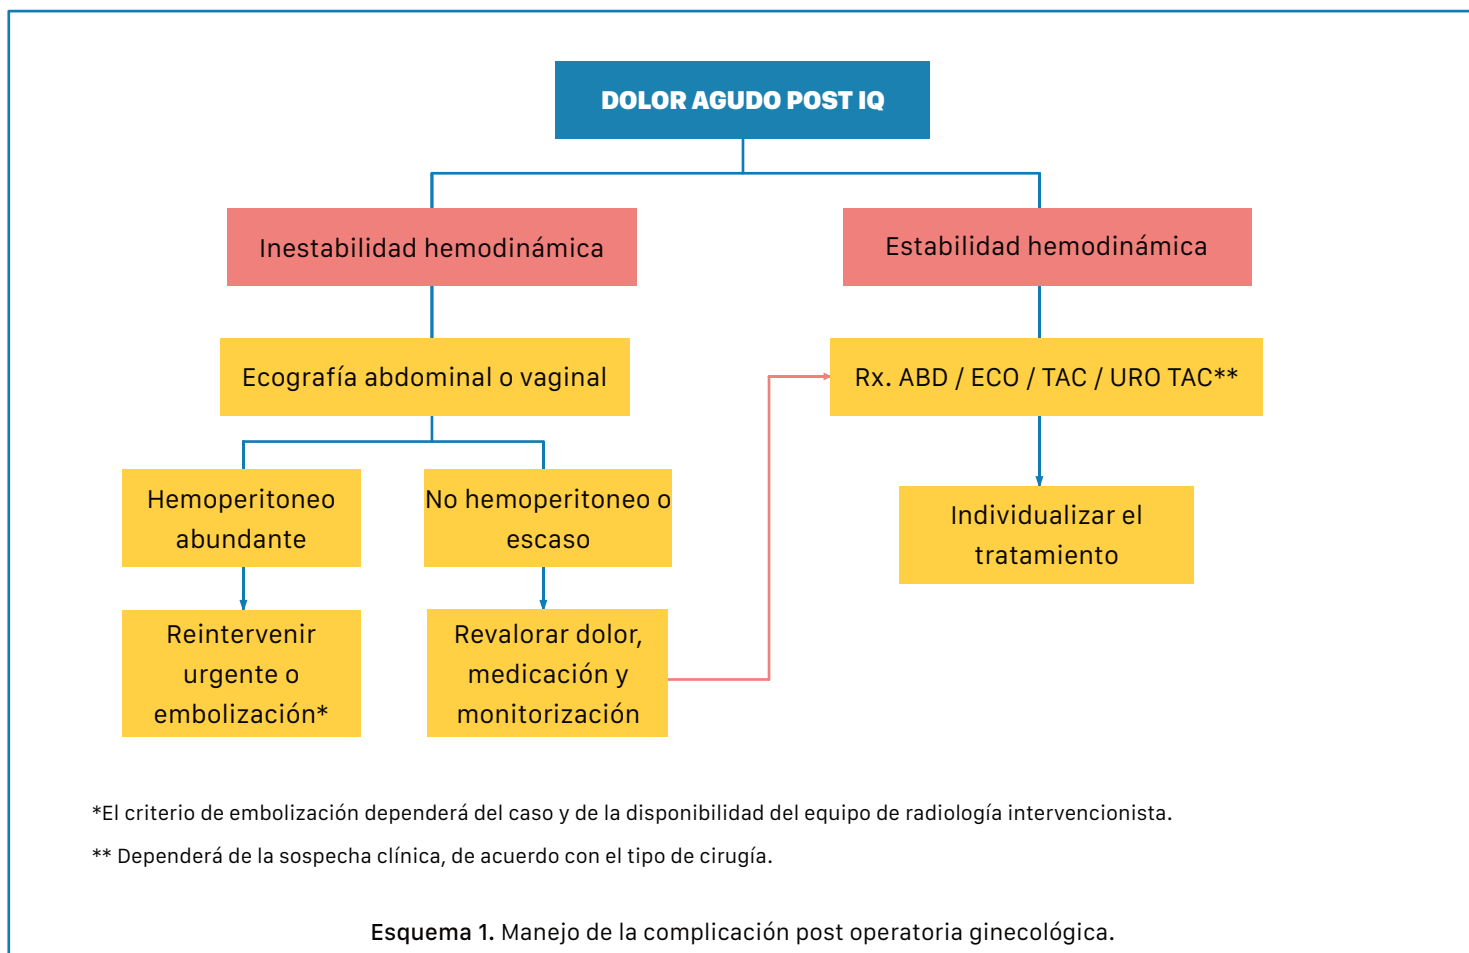 DOLOR AGUDO POST IQ
Inestabilidad hemodinámica
Estabilidad hemodinámica
Ecografía abdominal o vaginal
Rx. ABD / ECO / TAC / URO TAC**
Hemoperitoneo
abundante
No hemoperitoneo o
escaso
Individualizar el
tratamiento
Reintervenir
urgente o
embolización*
Revalorar dolor,
medicación y
monitorización
*El criterio de embolización dependerá del caso y de la disponibilidad del equipo de radiología intervencionista.
** Dependerá de la sospecha clínica, de acuerdo con el tipo de cirugía.
Esquema 1. Manejo de la complicación post operatoria ginecológica.